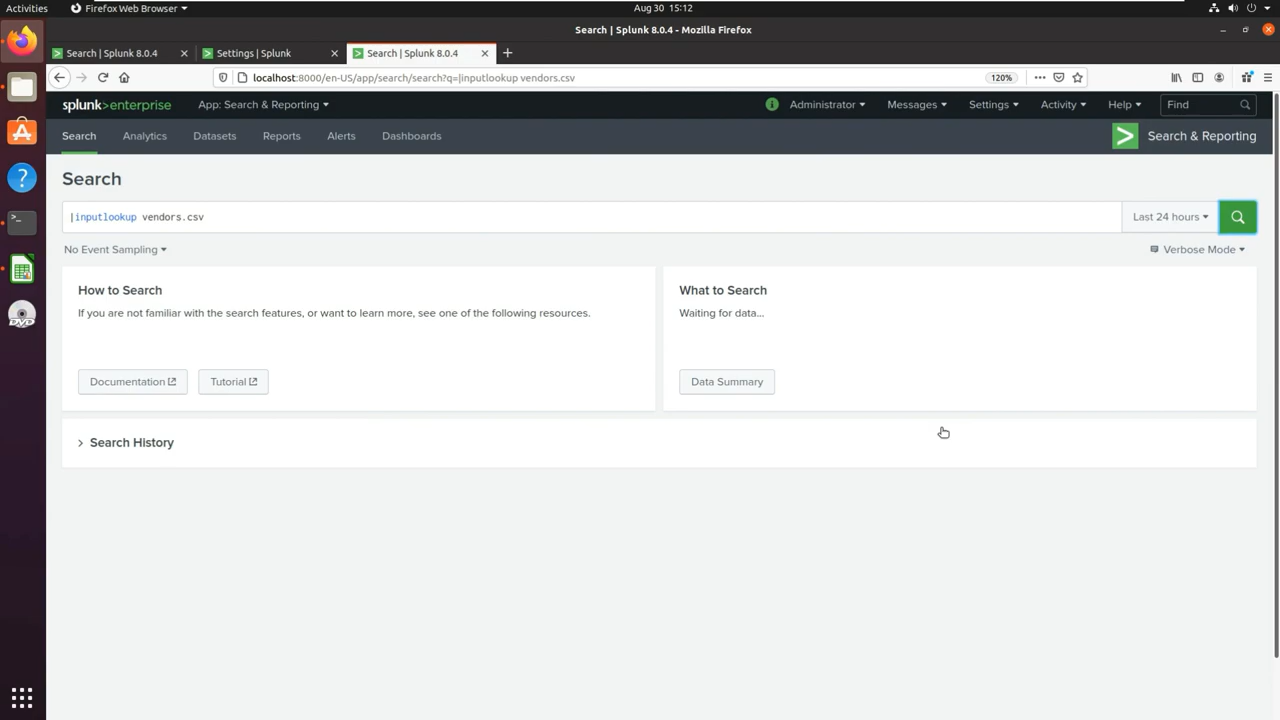 Activities
Firefox Web Browser
Aug 30 15:12
Search | Splunk 8.0.4 - Mozilla Firefox
Search | Splunk 8.0.4
Settings | Splunk
Search | Splunk 8.0.4
localhost:8000/en-US/app/search/search?q=|inputlookup vendors.csv
120%
splunk>enterprise
App: Search & Reporting
i
Administrator
Messages
Settings
Activity
Help
Find
Search
Analytics
Datasets
Reports
Alerts
Dashboards
Search & Reporting
Search
|inputlookup vendors.csv
Last 24 hours
No Event Sampling
Verbose Mode
How to Search
If you are not familiar with the search features, or want to learn more, see one of the following resources.
Documentation
Tutorial
What to Search
Waiting for data...
Data Summary
Search History
DVD